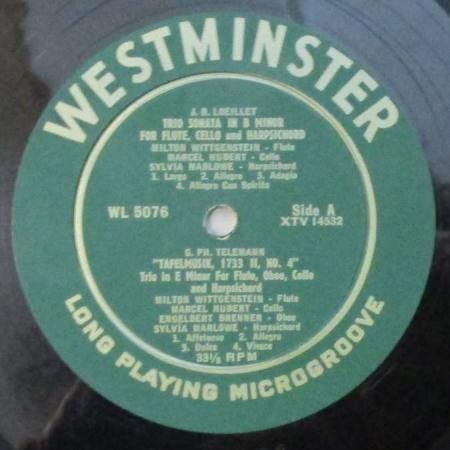 WESTMINSTER
J. B. LOEILLET
TRIO SONATA IN B MINOR
FOR FLUTE, CELLO and HARPSICHORD
MILTON WITTGENSTEIN - Flute
MARCEL HUBERT - Cello
SYLVIA MARLOWE - Harpsichord
1. Largo 2. Allegro 3. Adagio
4. Allegro Con Spirito
WL 5076
Side A
XTV 14532
G. PH. TELEMANN
"TAFELMUSIK, 1733 II, NO. 4"
Trio in E Minor For Flute, Oboe, Cello
and Harpsichord
MILTON WITTGENSTEIN - Flute
MARCEL HUBERT - Cello
ENGELBERT BRENNER - Oboe
SYLVIA MARLOWE - Harpsichord
1. Affetuoso 2. Allegro
3. Dolce 4. Vivace
33⅓ RPM
LONG PLAYING MICROGROOVE